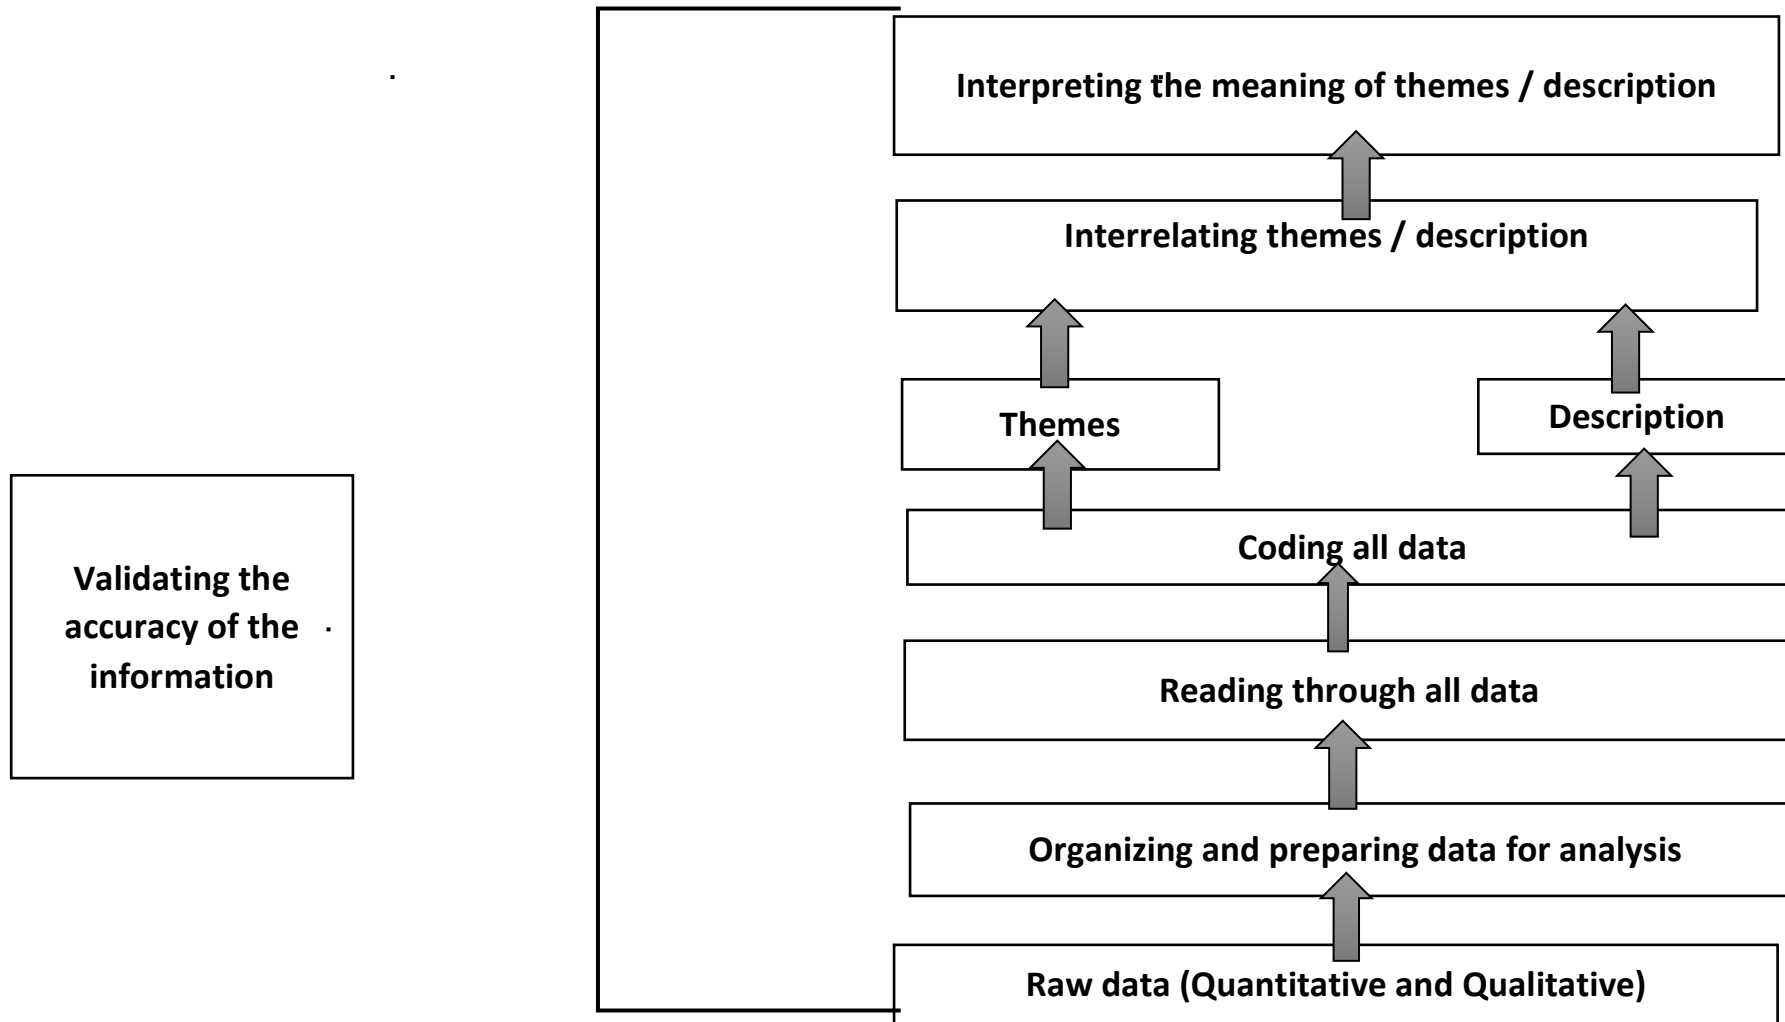 Interpreting the meaning of themes / description
Interrelating themes / description
Themes
Description
Coding all data
Validating the
accuracy of the
information
Reading through all data
Organizing and preparing data for analysis
Raw data (Quantitative and Qualitative)